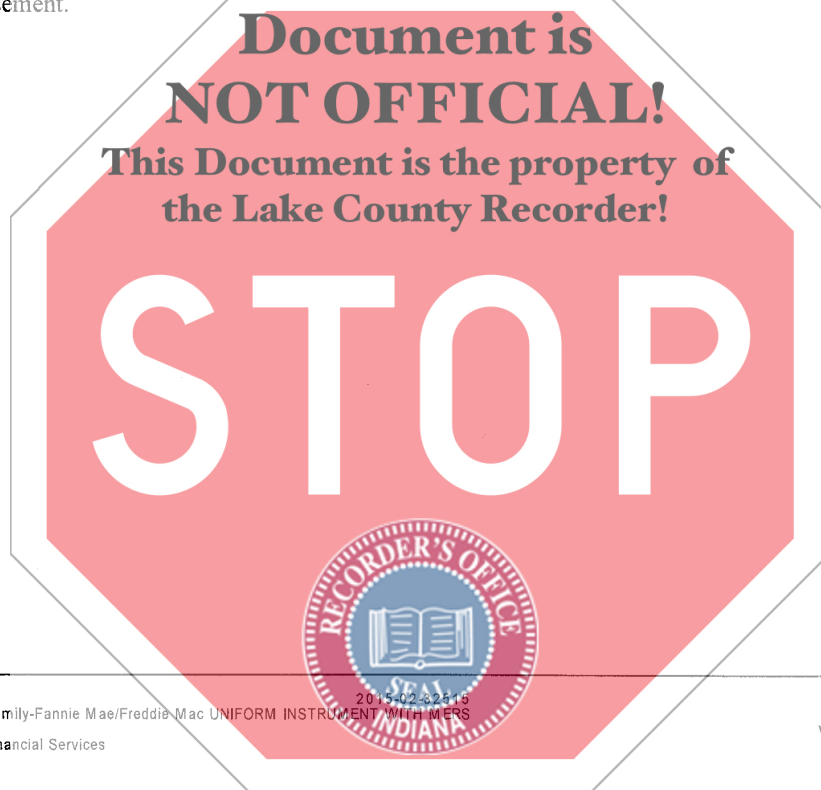 ement.
Document is
NOT OFFICIAL!
This Document is the property of
the Lake County Recorder!
STOP
RECORDER'S OFFICE
SEAL
INDIANA
2015-02-82515
mily-Fannie Mae/Freddie Mac UNIFORM INSTRUMENT WITH MERS
nancial Services